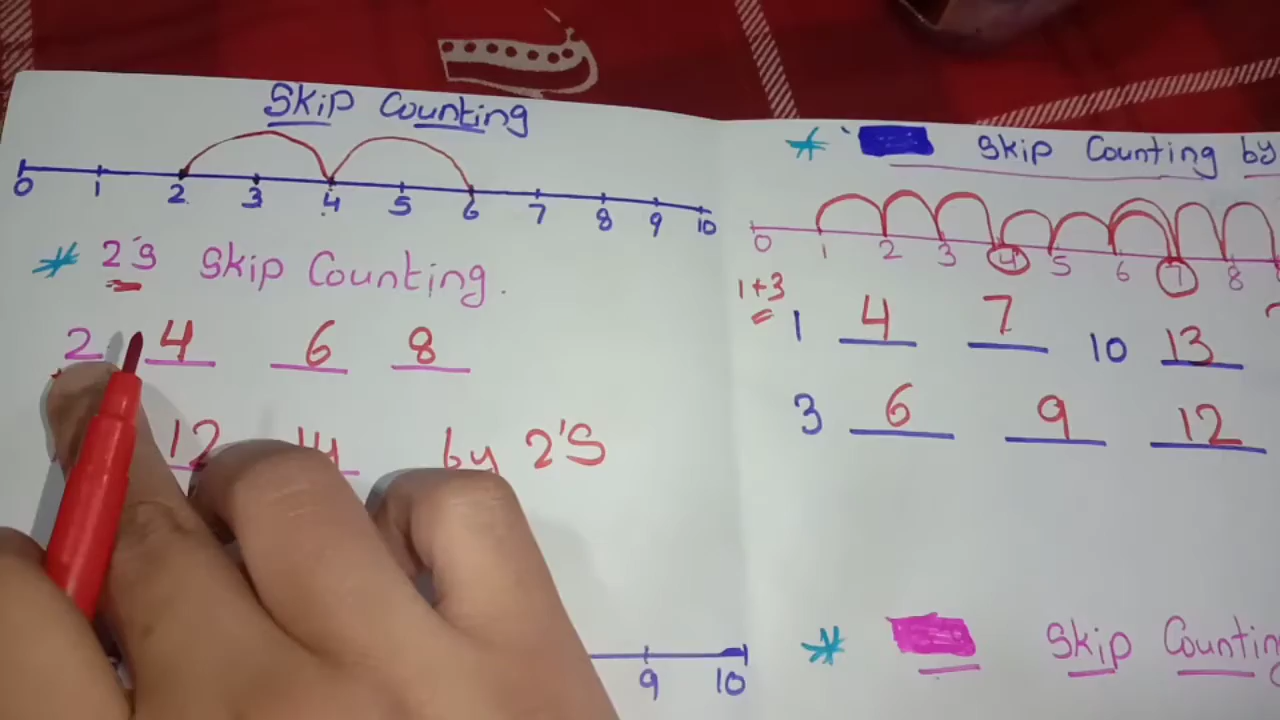 Skip Counting
0 1 2 3 4 5 6 7 8 9 10
* 2's Skip Counting.
2 4 6 8
12 14 by 2's
9 10
* Skip Counting by
0 1 2 3 4 5 6 7 8
1+3
1 4 7 10 13
3 6 9 12
* Skip Counting